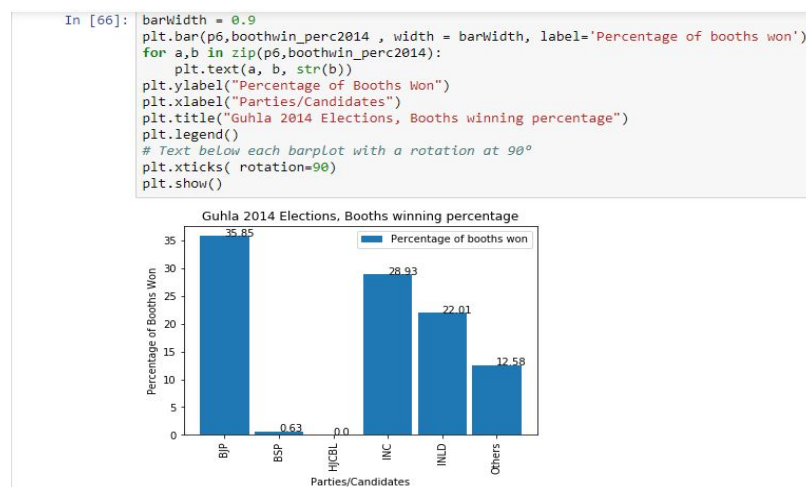 In [66]: barWidth = 0.9
plt.bar(p6,boothwin_perc2014 , width = barWidth, label='Percentage of booths won')
for a,b in zip(p6,boothwin_perc2014):
    plt.text(a, b, str(b))
plt.ylabel("Percentage of Booths Won")
plt.xlabel("Parties/Candidates")
plt.title("Guhla 2014 Elections, Booths winning percentage")
plt.legend()
# Text below each barplot with a rotation at 90°
plt.xticks( rotation=90)
plt.show()
Guhla 2014 Elections, Booths winning percentage
Percentage of booths won
Percentage of Booths Won
35
30
25
20
15
10
5
0
35.85
0.63
0.0
28.93
22.01
12.58
BJP
BSP
HJCBL
INC
INLD
Others
Parties/Candidates